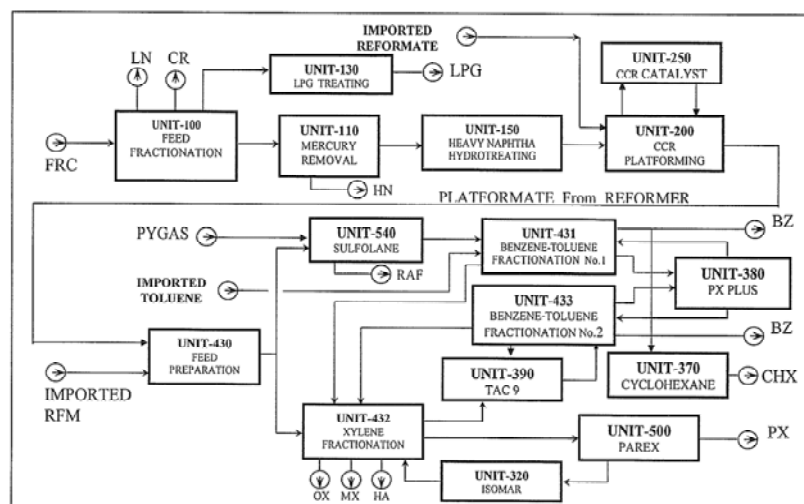 IMPORTED
REFORMATE
LN
CR
UNIT-130
LPG TREATING
LPG
UNIT-250
CCR CATALYST
UNIT-100
FEED
FRACTIONATION
FRC
UNIT-110
MERCURY
REMOVAL
HN
UNIT-150
HEAVY NAPHTHA
HYDROTREATING
UNIT-200
CCR
PLATFORMING
PLATFORMATE From REFORMER
PYGAS
UNIT-540
SULFOLANE
RAF
UNIT-431
BENZENE-TOLUENE
FRACTIONATION No.1
BZ
IMPORTED
TOLUENE
UNIT-433
BENZENE-TOLUENE
FRACTIONATION No.2
UNIT-380
PX PLUS
BZ
UNIT-430
FEED
PREPARATION
IMPORTED
RFM
UNIT-390
TAC 9
UNIT-370
CYCLOHEXANE
CHX
UNIT-432
XYLENE
FRACTIONATION
UNIT-500
PAREX
PX
UNIT-320
ISOMAR
OX
MX
HA